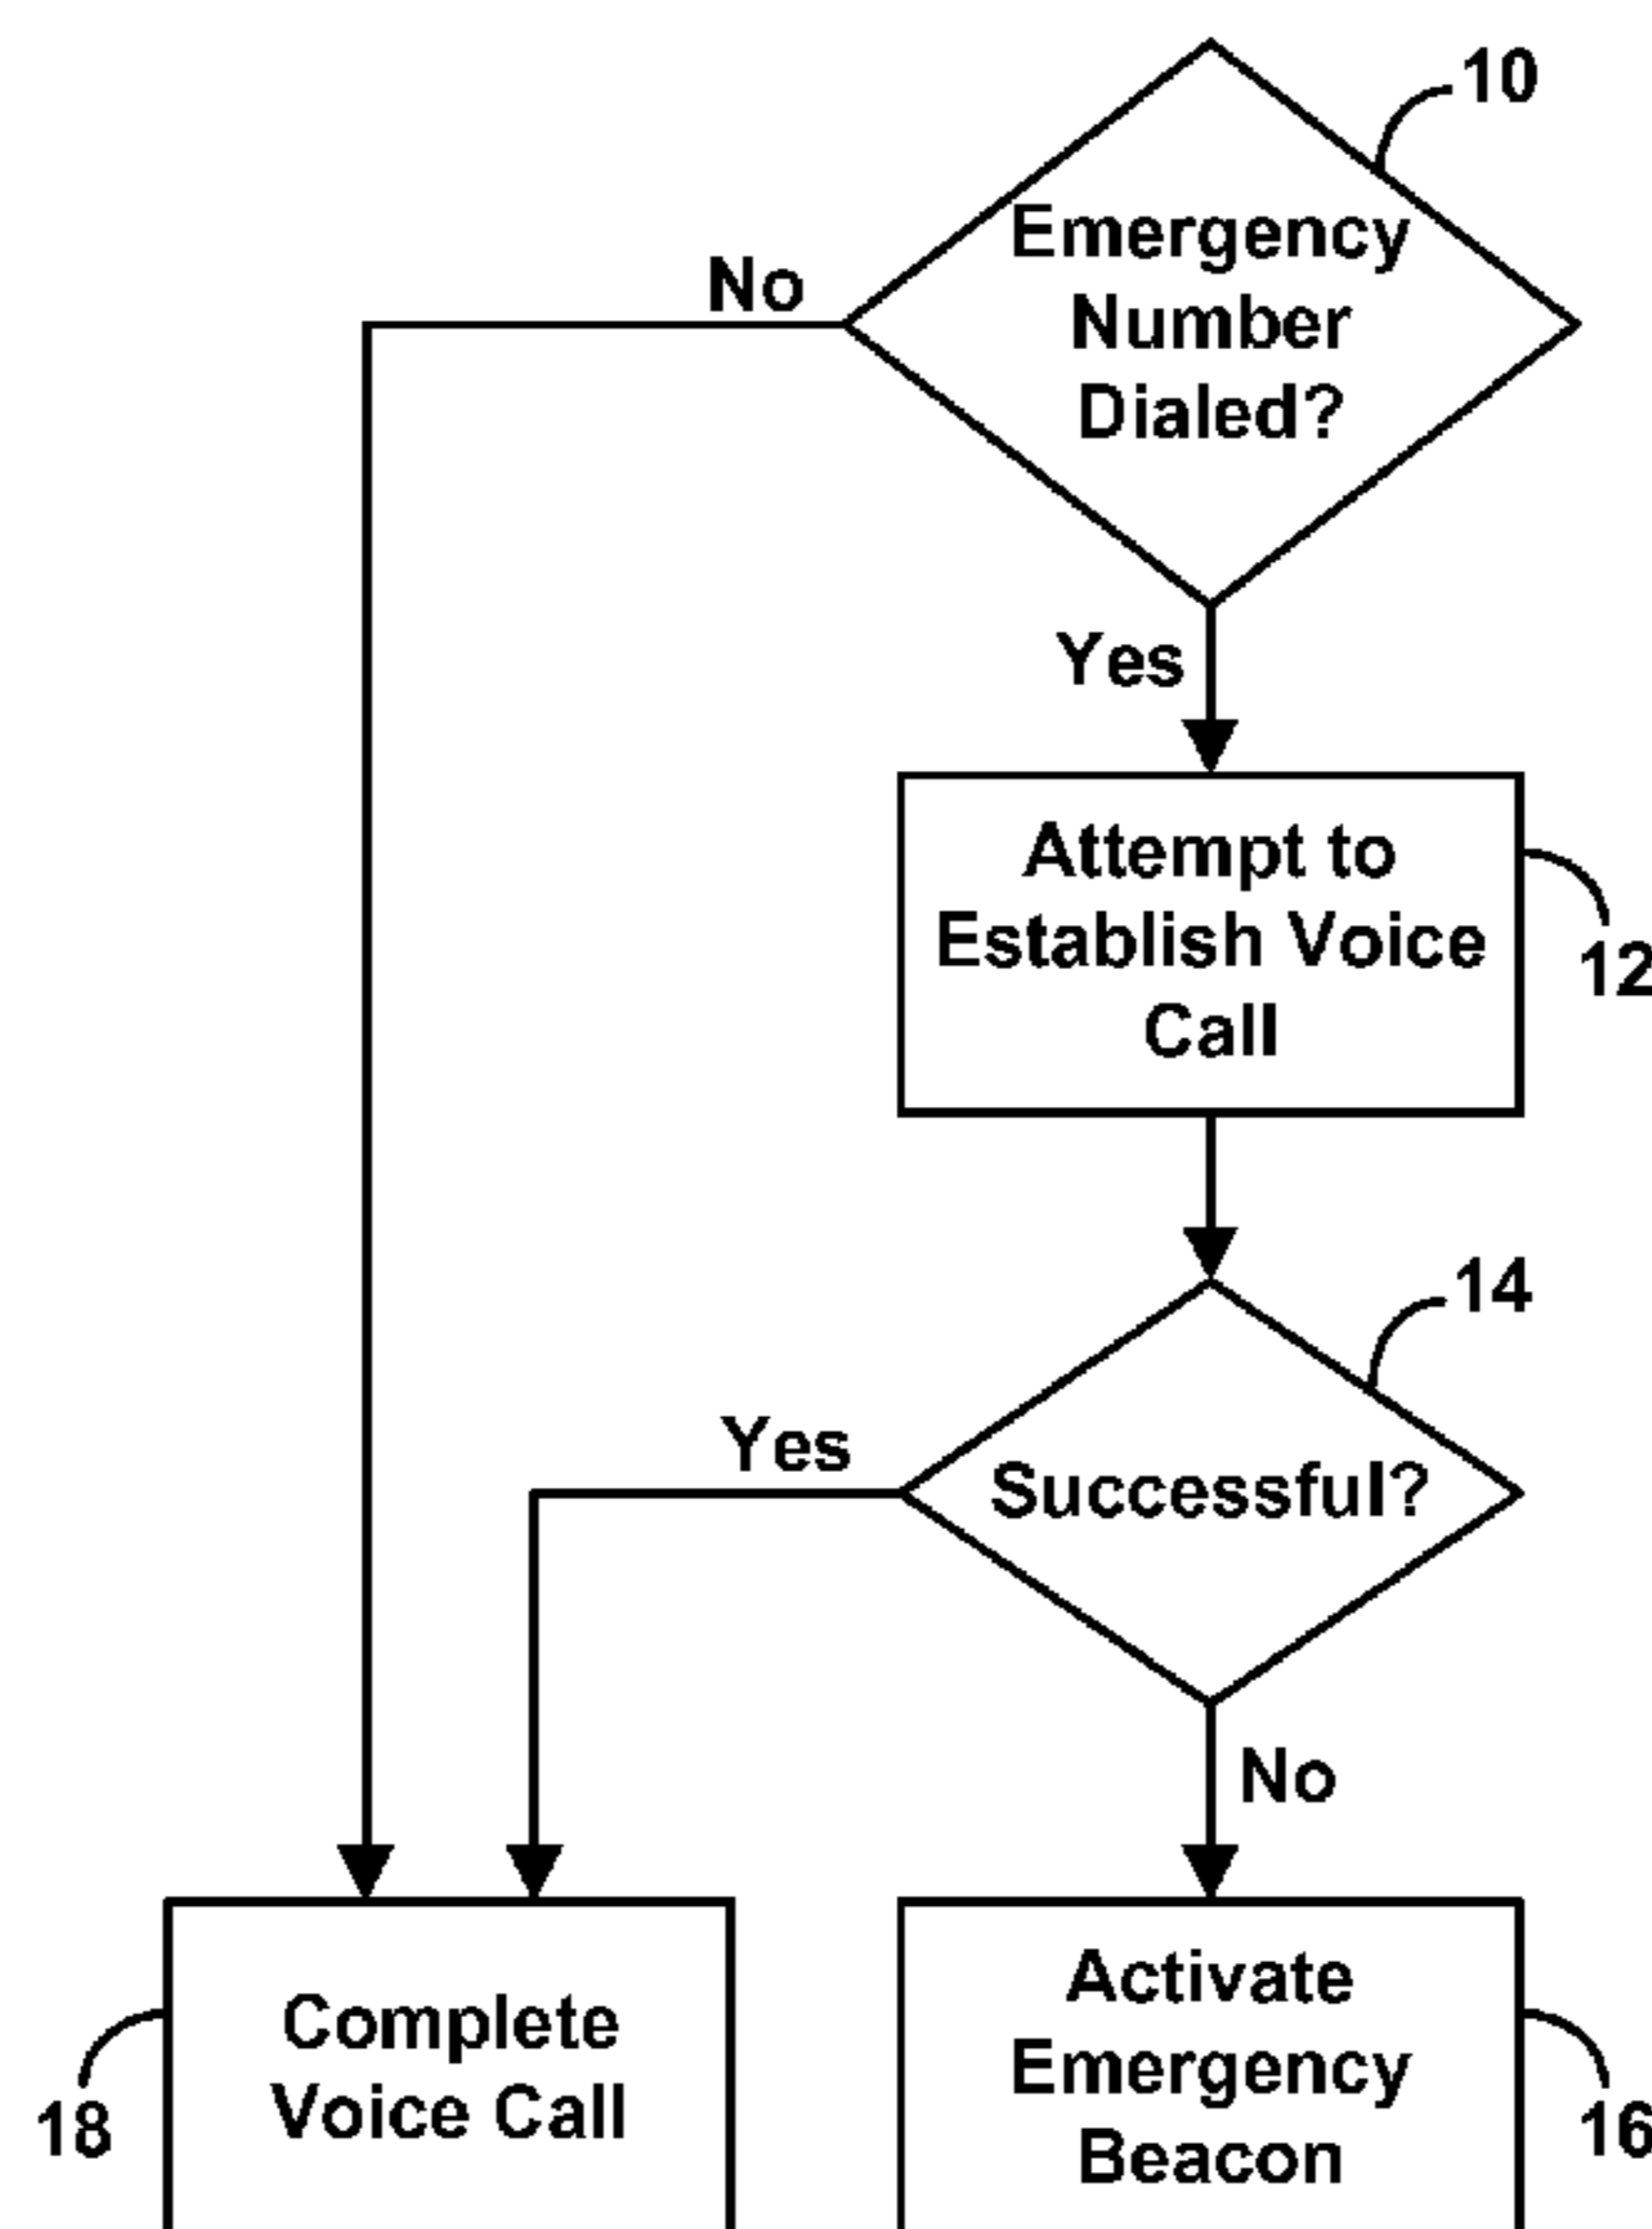 10
Emergency
Number
Dialed?
No
Yes
Attempt to
Establish Voice
Call
12
14
Successful?
Yes
No
Complete
Voice Call
18
Activate
Emergency
Beacon
16